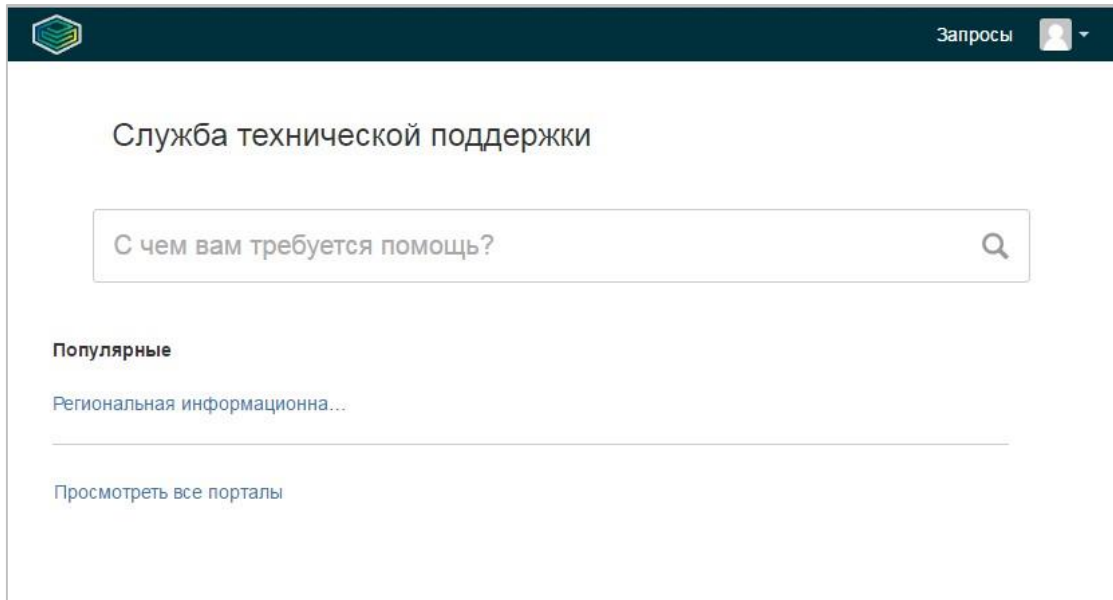 Запросы
Служба технической поддержки
С чем вам требуется помощь?
Популярные
Региональная информационна...
Просмотреть все порталы